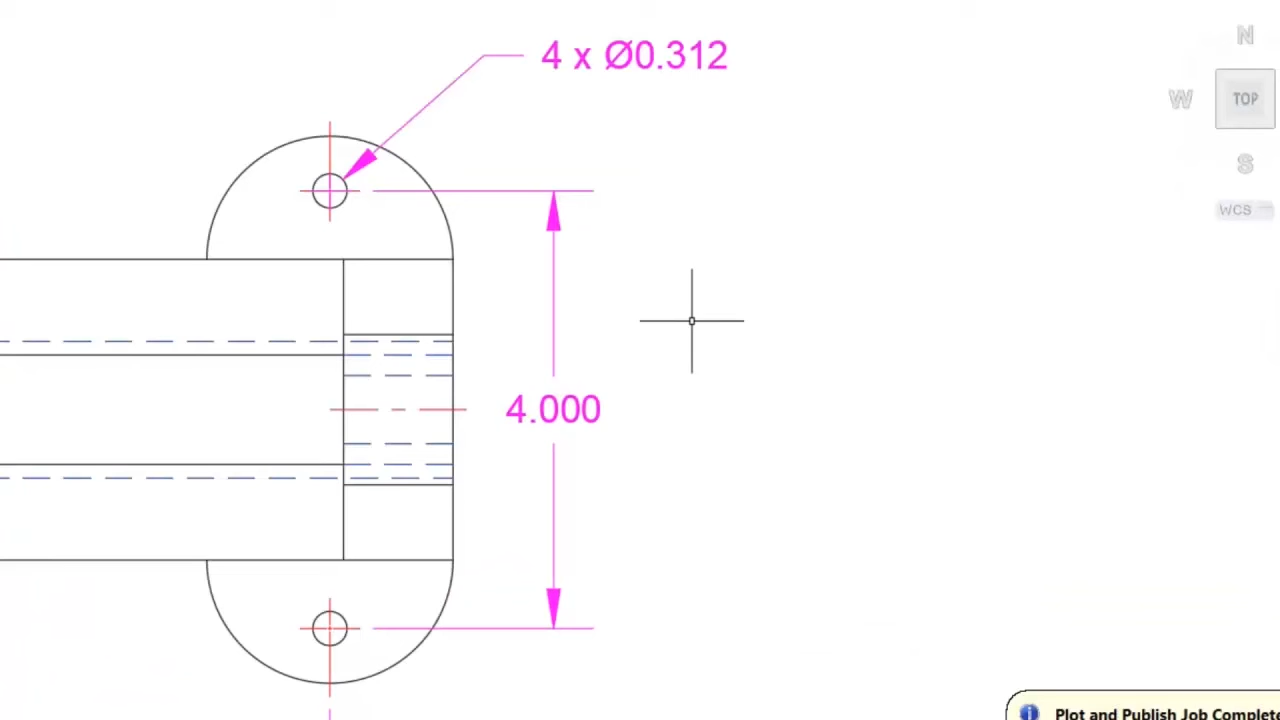 4 x Ø0.312
N
W
TOP
S
WCS
4.000
Plot and Publish Job Complete